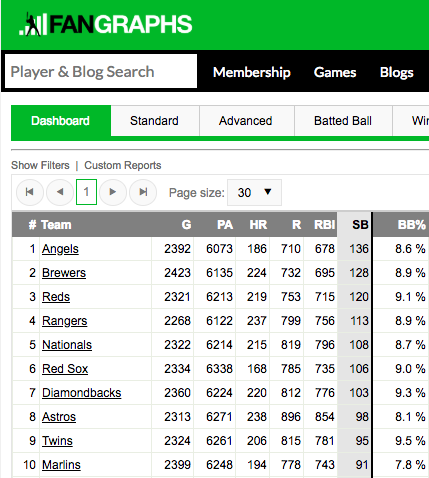 FANGRAPHS
Player & Blog Search Membership Games Blogs
Dashboard Standard Advanced Batted Ball
Show Filters | Custom Reports
1 Page size: 30
# Team G PA HR R RBI SB BB%
1 Angels 2392 6073 186 710 678 136 8.6 %
2 Brewers 2423 6135 224 732 695 128 8.9 %
3 Reds 2321 6213 219 753 715 120 9.1 %
4 Rangers 2268 6122 237 799 756 113 8.9 %
5 Nationals 2322 6214 215 819 796 108 8.7 %
6 Red Sox 2334 6338 168 785 735 106 9.0 %
7 Diamondbacks 2360 6224 220 812 776 103 9.3 %
8 Astros 2313 6271 238 896 854 98 8.1 %
9 Twins 2324 6261 206 815 781 95 9.5 %
10 Marlins 2399 6248 194 778 743 91 7.8 %